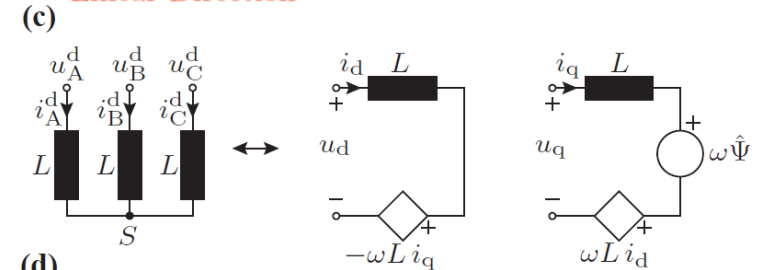 (c)
u_A^d u_B^d u_C^d
i_A^d i_B^d i_C^d
L L L
S
i_d L
+
u_d
−
+
−ωL i_q
i_q L
+
+
u_q ωΨ̂
−
+
ωL i_d